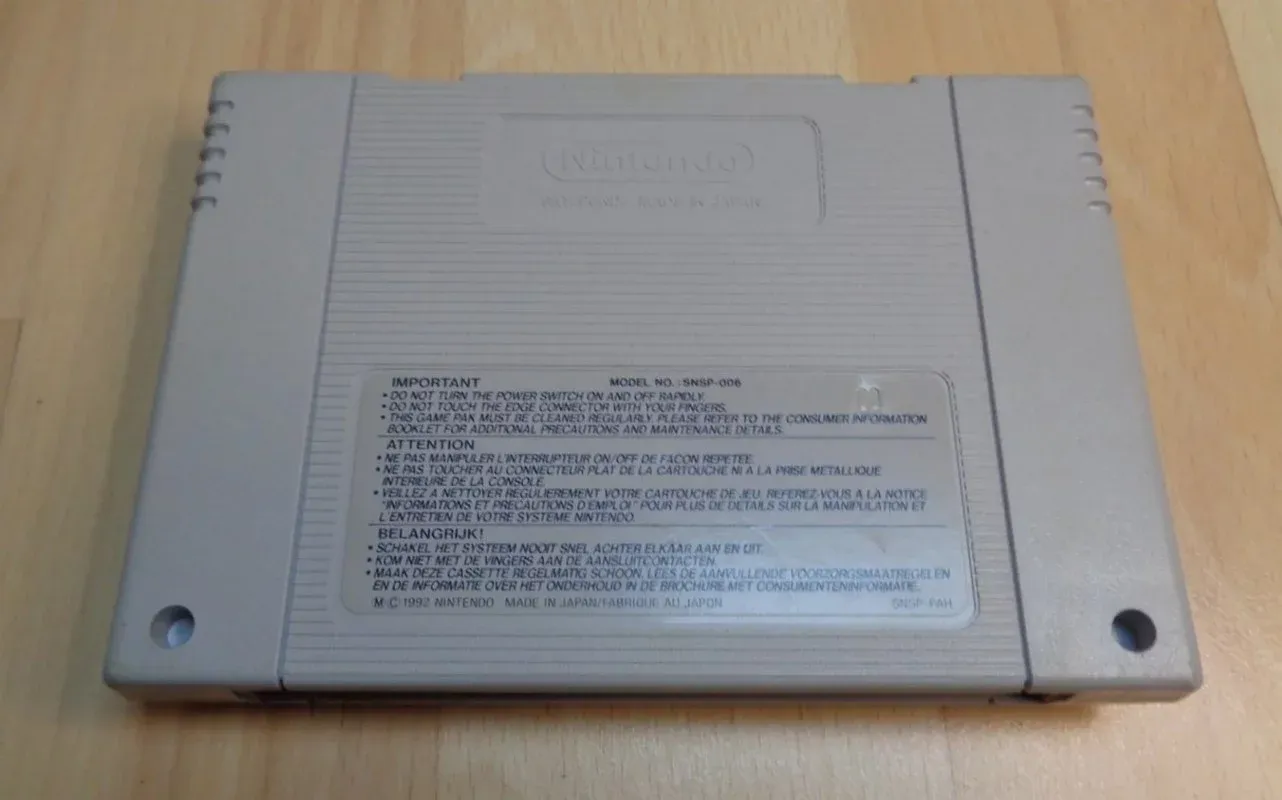 Nintendo
MADE IN JAPAN
IMPORTANT MODEL NO. : SNSP-006
• DO NOT TURN THE POWER SWITCH ON AND OFF RAPIDLY.
• DO NOT TOUCH THE EDGE CONNECTOR WITH YOUR FINGERS.
• THIS GAME PAK MUST BE CLEANED REGULARLY. PLEASE REFER TO THE CONSUMER INFORMATION
BOOKLET FOR ADDITIONAL PRECAUTIONS AND MAINTENANCE DETAILS.
ATTENTION
• NE PAS MANIPULER L'INTERRUPTEUR ON/OFF DE FACON REPETEE.
• NE PAS TOUCHER AU CONNECTEUR PLAT DE LA CARTOUCHE NI A LA PRISE METALLIQUE
INTERIEURE DE LA CONSOLE.
• VEILLEZ A NETTOYER REGULIEREMENT VOTRE CARTOUCHE DE JEU. REFEREZ-VOUS A LA NOTICE
"INFORMATIONS ET PRECAUTIONS D'EMPLOI" POUR PLUS DE DETAILS SUR LA MANIPULATION ET
L'ENTRETIEN DE VOTRE SYSTEME NINTENDO.
BELANGRIJK!
• SCHAKEL HET SYSTEEM NOOIT SNEL ACHTER ELKAAR AAN EN UIT.
• KOM NIET MET DE VINGERS AAN DE AANSLUITCONTACTEN.
• MAAK DEZE CASSETTE REGELMATIG SCHOON. LEES DE AANVULLENDE VOORZORGSMAATREGELEN
EN DE INFORMATIE OVER HET ONDERHOUD IN DE BROCHURE MET CONSUMENTENINFORMATIE.
M C 1992 NINTENDO MADE IN JAPAN/FABRIQUE AU JAPON SNSP-PAH